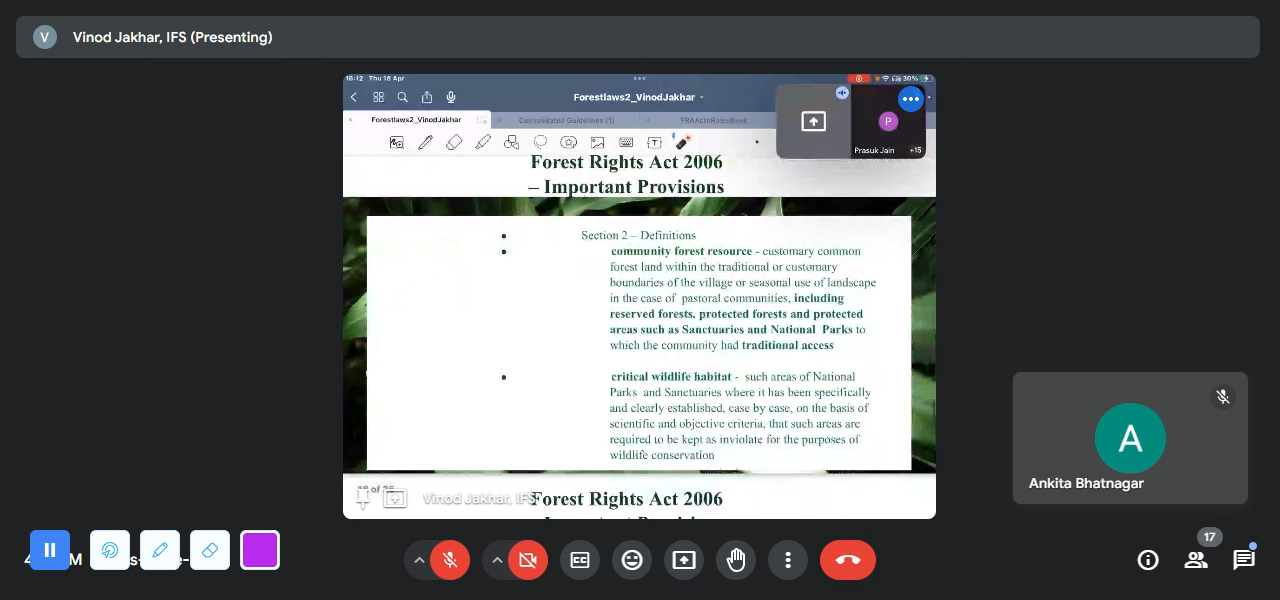 V
Vinod Jakhar, IFS (Presenting)
16:12 Thu 18 Apr
30%
Forestlaws2_VinodJakhar
Forestlaws2_VinodJakhar
Consolidated Guidelines (1)
FRAActnRulesBook
P
Prasuk Jain
+15
Forest Rights Act 2006
– Important Provisions
• Section 2 – Definitions
• community forest resource - customary common
forest land within the traditional or customary
boundaries of the village or seasonal use of landscape
in the case of pastoral communities, including
reserved forests, protected forests and protected
areas such as Sanctuaries and National Parks to
which the community had traditional access
• critical wildlife habitat - such areas of National
Parks and Sanctuaries where it has been specifically
and clearly established, case by case, on the basis of
scientific and objective criteria, that such areas are
required to be kept as inviolate for the purposes of
wildlife conservation
Vinod Jakhar, IFS
Forest Rights Act 2006
A
Ankita Bhatnagar
CC
17